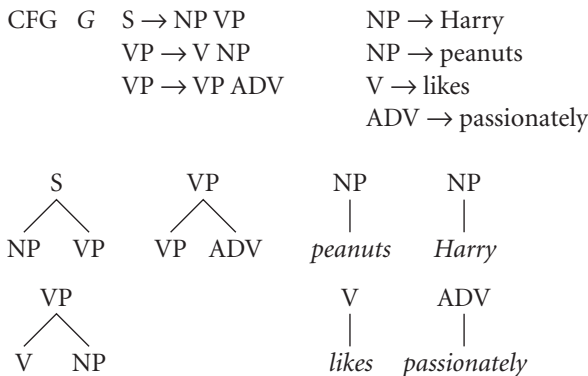 CFG G S → NP VP NP → Harry
VP → V NP NP → peanuts
VP → VP ADV V → likes
ADV → passionately
S VP NP NP
NP VP VP ADV peanuts Harry
VP V ADV
V NP likes passionately